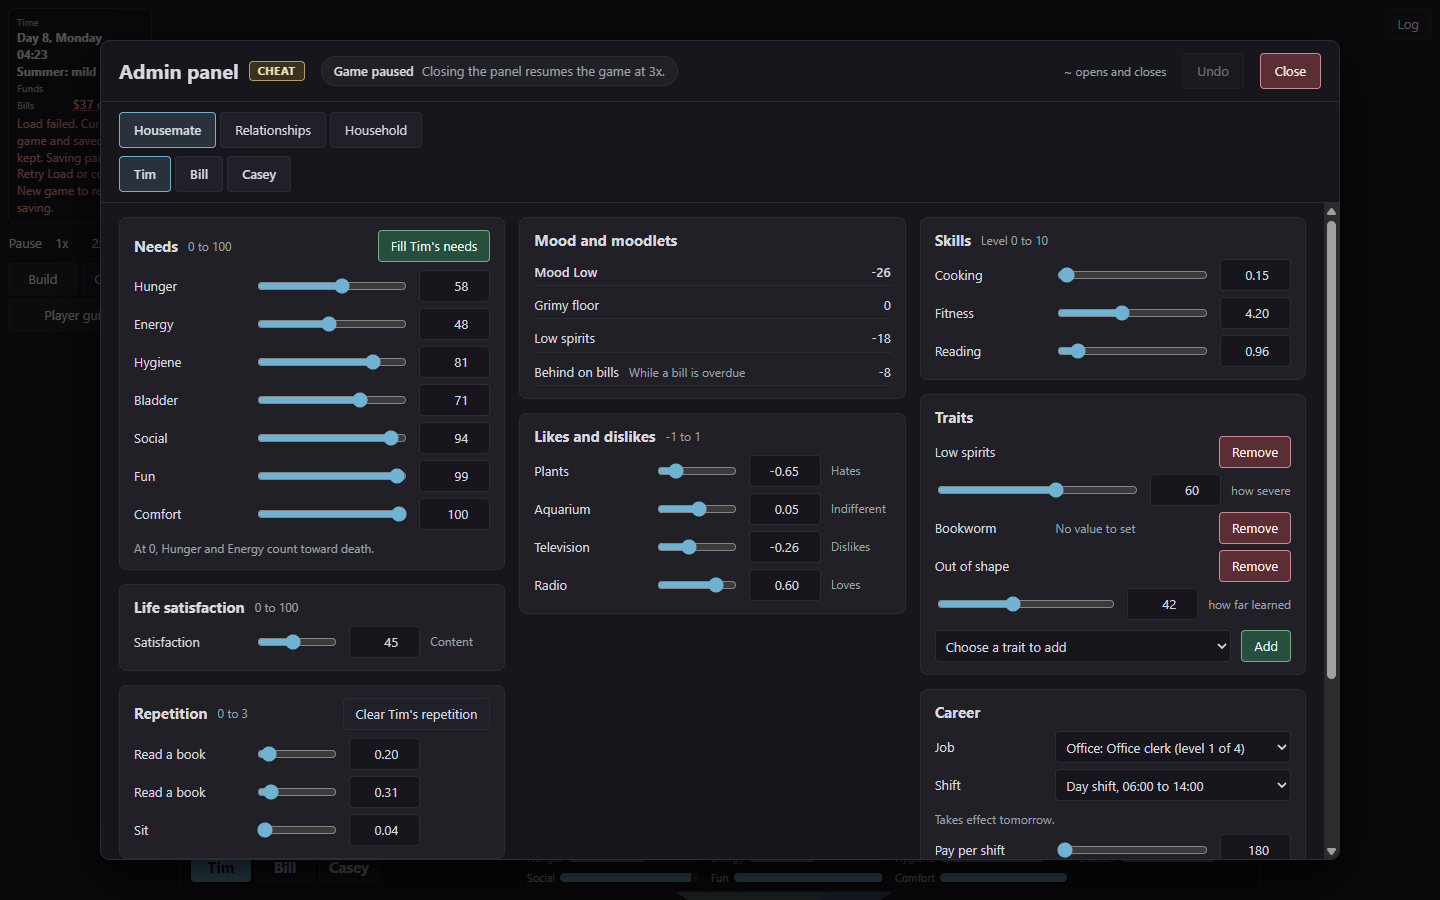 Time
Day 8, Monday
04:23
Summer: mild
Funds
Bills $37
Load failed. Cur
game and saved
kept. Saving pa
Retry Load or c
New game to re
saving.
Pause 1x 2
Build
Player gui
Log
Admin panel CHEAT Game paused Closing the panel resumes the game at 3x. ~ opens and closes Undo Close
Housemate Relationships Household
Tim Bill Casey
Needs 0 to 100 Fill Tim's needs
Hunger 58
Energy 48
Hygiene 81
Bladder 71
Social 94
Fun 99
Comfort 100
At 0, Hunger and Energy count toward death.
Life satisfaction 0 to 100
Satisfaction 45 Content
Repetition 0 to 3 Clear Tim's repetition
Read a book 0.20
Read a book 0.31
Sit 0.04
Mood and moodlets
Mood Low -26
Grimy floor 0
Low spirits -18
Behind on bills While a bill is overdue -8
Likes and dislikes -1 to 1
Plants -0.65 Hates
Aquarium 0.05 Indifferent
Television -0.26 Dislikes
Radio 0.60 Loves
Skills Level 0 to 10
Cooking 0.15
Fitness 4.20
Reading 0.96
Traits
Low spirits Remove
60 how severe
Bookworm No value to set Remove
Out of shape Remove
42 how far learned
Choose a trait to add Add
Career
Job Office: Office clerk (level 1 of 4)
Shift Day shift, 06:00 to 14:00
Takes effect tomorrow.
Pay per shift 180
Tim Bill Casey
Social Fun Comfort